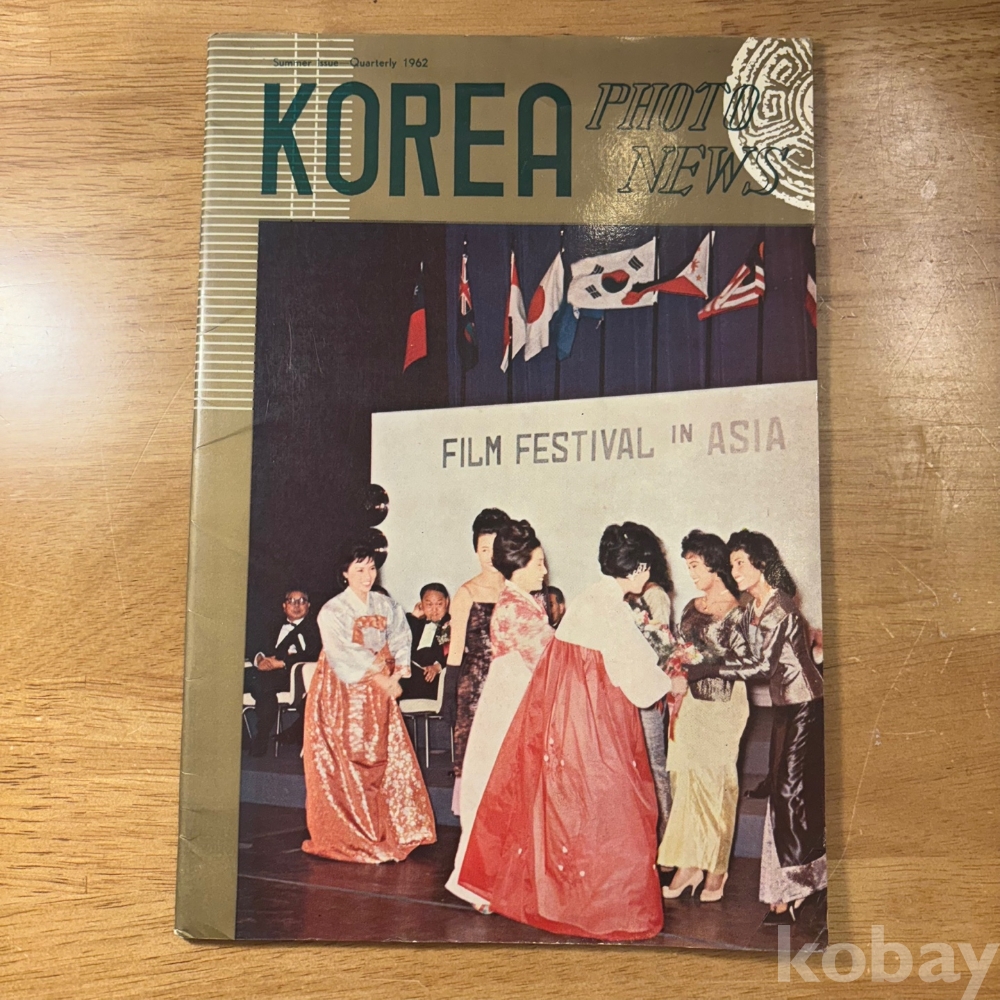 Summer Issue Quarterly 1962
KOREA PHOTO
NEWS
FILM FESTIVAL IN ASIA
kobay